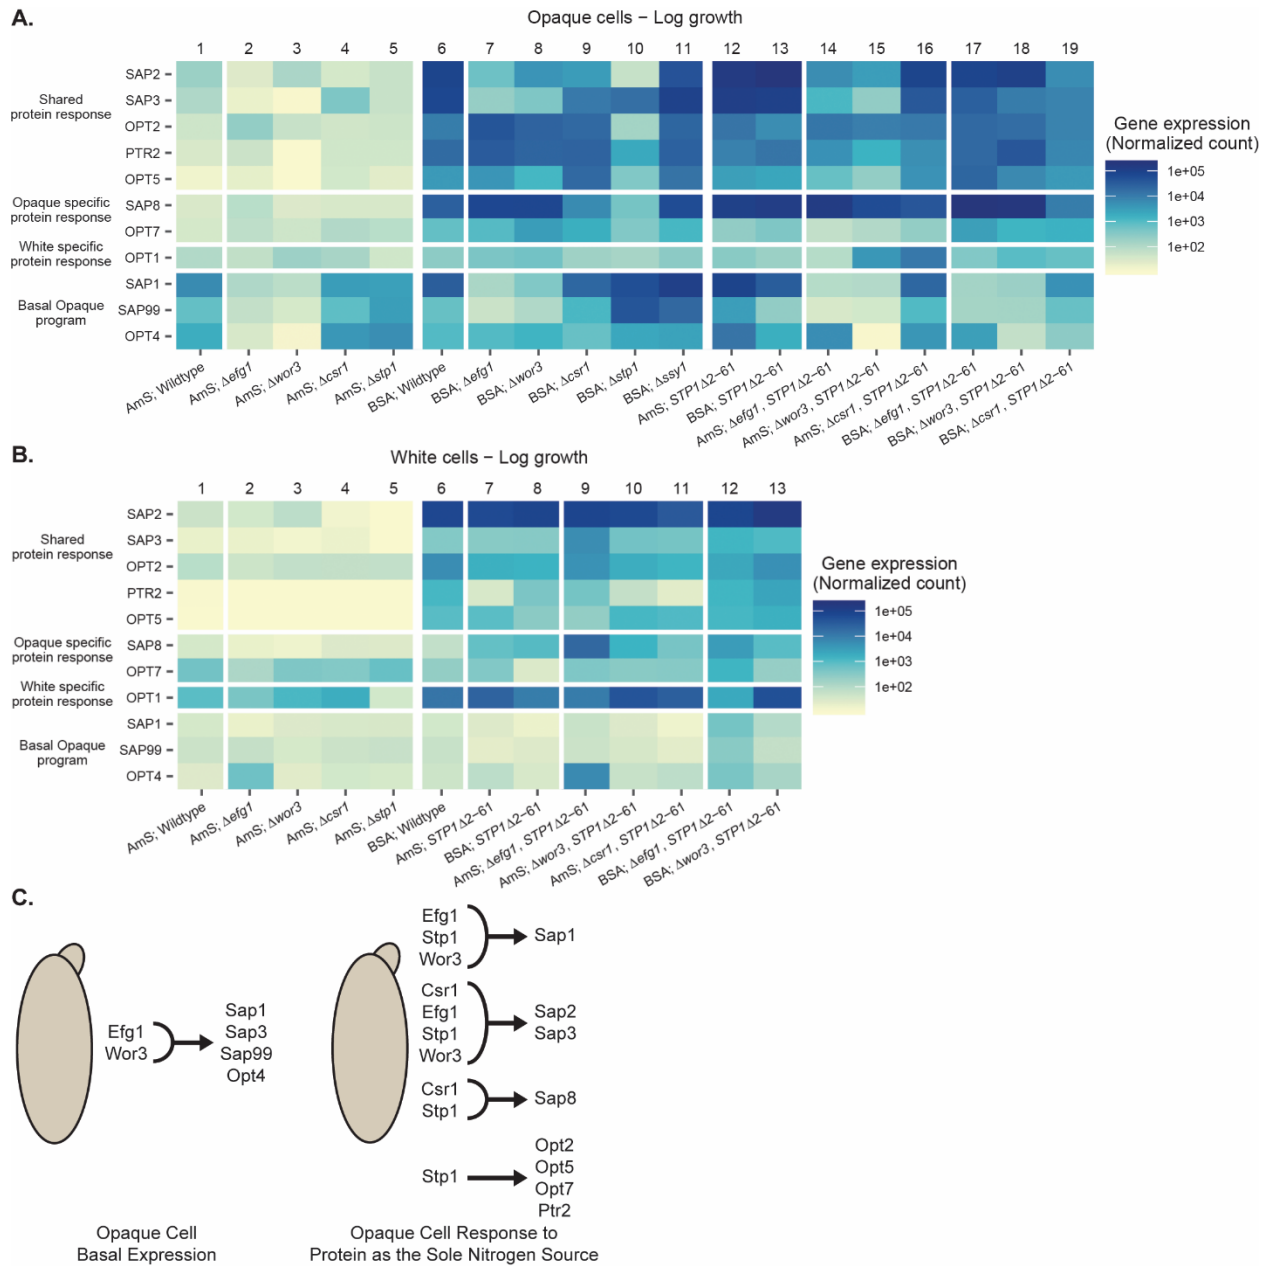 A.
Opaque cells – Log growth
1 2 3 4 5 6 7 8 9 10 11 12 13 14 15 16 17 18 19
Shared
protein response
SAP2
SAP3
OPT2
PTR2
OPT5
Opaque specific
protein response
SAP8
OPT7
White specific
protein response
OPT1
Basal Opaque
program
SAP1
SAP99
OPT4
Gene expression
(Normalized count)
1e+05
1e+04
1e+03
1e+02
AmS; Wildtype
AmS; Δefg1
AmS; Δwor3
AmS; Δcsr1
AmS; Δstp1
BSA; Wildtype
BSA; Δefg1
BSA; Δwor3
BSA; Δcsr1
BSA; Δstp1
BSA; Δssy1
AmS; STP1Δ2–61
BSA; STP1Δ2–61
AmS; Δefg1, STP1Δ2–61
AmS; Δwor3, STP1Δ2–61
AmS; Δcsr1, STP1Δ2–61
BSA; Δefg1, STP1Δ2–61
BSA; Δwor3, STP1Δ2–61
BSA; Δcsr1, STP1Δ2–61
B.
White cells – Log growth
1 2 3 4 5 6 7 8 9 10 11 12 13
Shared
protein response
SAP2
SAP3
OPT2
PTR2
OPT5
Opaque specific
protein response
SAP8
OPT7
White specific
protein response
OPT1
Basal Opaque
program
SAP1
SAP99
OPT4
Gene expression
(Normalized count)
1e+05
1e+04
1e+03
1e+02
AmS; Wildtype
AmS; Δefg1
AmS; Δwor3
AmS; Δcsr1
AmS; Δstp1
BSA; Wildtype
AmS; STP1Δ2–61
BSA; STP1Δ2–61
AmS; Δefg1, STP1Δ2–61
AmS; Δwor3, STP1Δ2–61
AmS; Δcsr1, STP1Δ2–61
BSA; Δefg1, STP1Δ2–61
BSA; Δwor3, STP1Δ2–61
C.
Efg1
Wor3
Sap1
Sap3
Sap99
Opt4
Opaque Cell
Basal Expression
Efg1
Stp1
Wor3
Sap1
Csr1
Efg1
Stp1
Wor3
Sap2
Sap3
Csr1
Stp1
Sap8
Stp1
Opt2
Opt5
Opt7
Ptr2
Opaque Cell Response to
Protein as the Sole Nitrogen Source